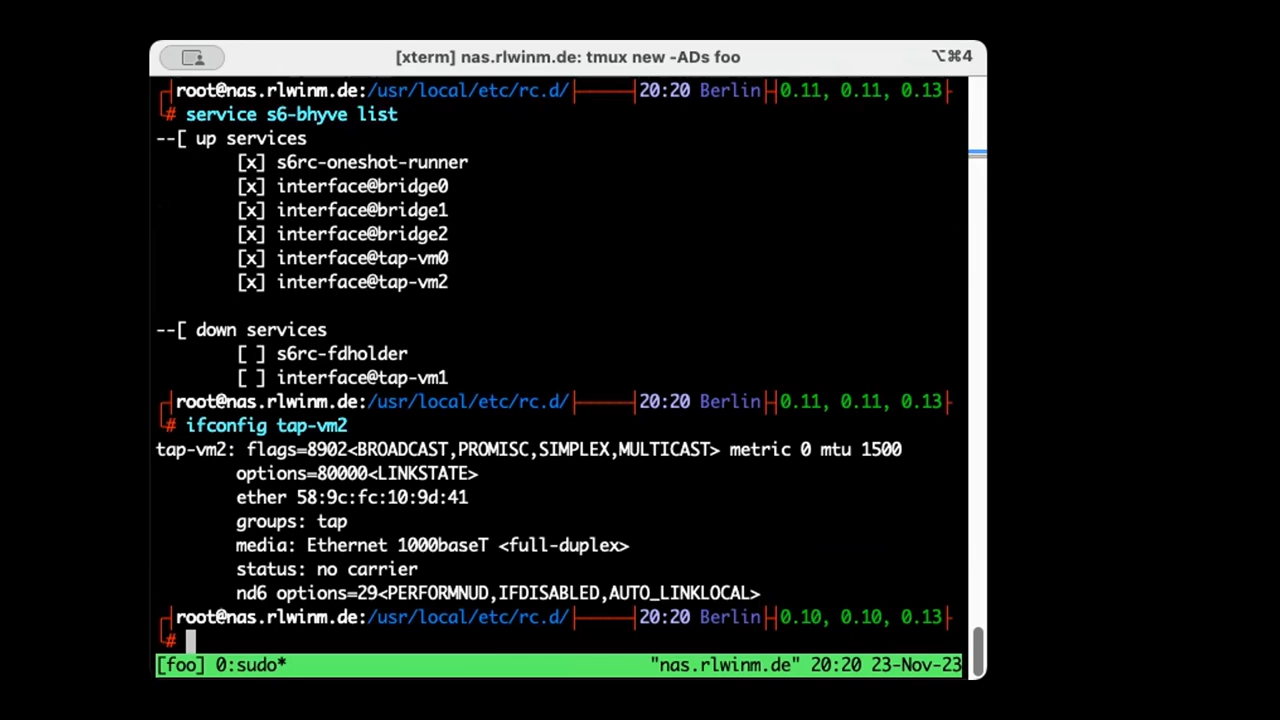 [xterm] nas.rlwinm.de: tmux new -ADs foo ⌥⌘4
root@nas.rlwinm.de:/usr/local/etc/rc.d/ 20:20 Berlin 0.11, 0.11, 0.13
# service s6-bhyve list
--[ up services
[x] s6rc-oneshot-runner
[x] interface@bridge0
[x] interface@bridge1
[x] interface@bridge2
[x] interface@tap-vm0
[x] interface@tap-vm2
--[ down services
[ ] s6rc-fdholder
[ ] interface@tap-vm1
root@nas.rlwinm.de:/usr/local/etc/rc.d/ 20:20 Berlin 0.11, 0.11, 0.13
# ifconfig tap-vm2
tap-vm2: flags=8902<BROADCAST,PROMISC,SIMPLEX,MULTICAST> metric 0 mtu 1500
options=80000<LINKSTATE>
ether 58:9c:fc:10:9d:41
groups: tap
media: Ethernet 1000baseT <full-duplex>
status: no carrier
nd6 options=29<PERFORMNUD,IFDISABLED,AUTO_LINKLOCAL>
root@nas.rlwinm.de:/usr/local/etc/rc.d/ 20:20 Berlin 0.10, 0.10, 0.13
#
[foo] 0:sudo* "nas.rlwinm.de" 20:20 23-Nov-23